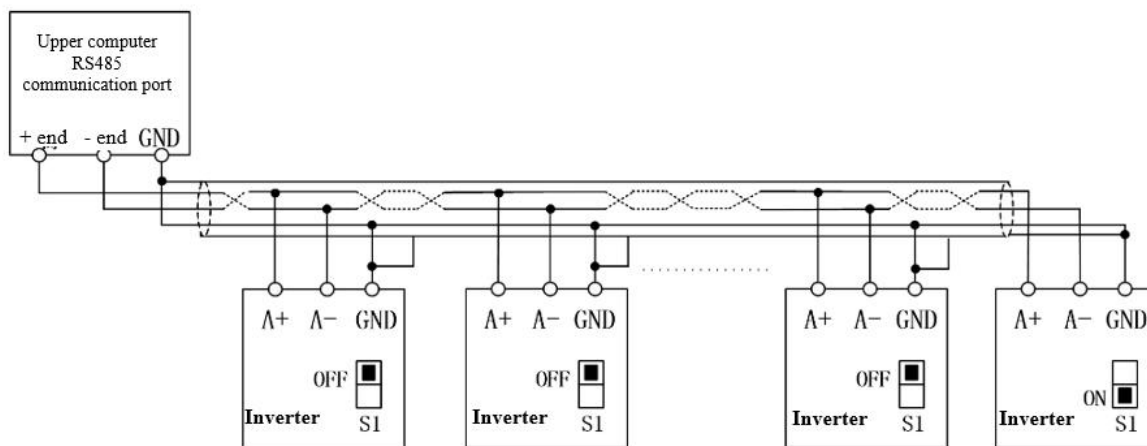 Upper computer
RS485
communication port
+ end - end GND
A+ A- GND
OFF
Inverter S1
A+ A- GND
OFF
Inverter S1
A+ A- GND
OFF
Inverter S1
A+ A- GND
ON
Inverter S1